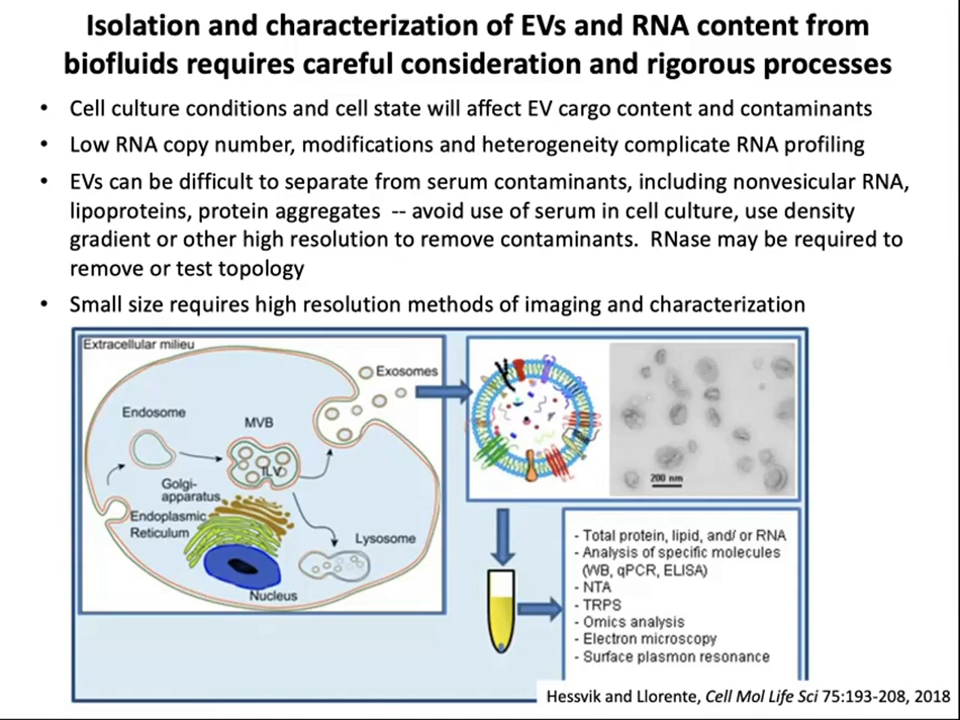 Isolation and characterization of EVs and RNA content from
biofluids requires careful consideration and rigorous processes
• Cell culture conditions and cell state will affect EV cargo content and contaminants
• Low RNA copy number, modifications and heterogeneity complicate RNA profiling
• EVs can be difficult to separate from serum contaminants, including nonvesicular RNA,
lipoproteins, protein aggregates -- avoid use of serum in cell culture, use density
gradient or other high resolution to remove contaminants. RNase may be required to
remove or test topology
• Small size requires high resolution methods of imaging and characterization
Extracellular milieu
Exosomes
Endosome
MVB
ILV
Golgi-
apparatus
Endoplasmic
Reticulum
Lysosome
Nucleus
200 nm
- Total protein, lipid, and/ or RNA
- Analysis of specific molecules
(WB, qPCR, ELISA)
- NTA
- TRPS
- Omics analysis
- Electron microscopy
- Surface plasmon resonance
Hessvik and Llorente, Cell Mol Life Sci 75:193-208, 2018